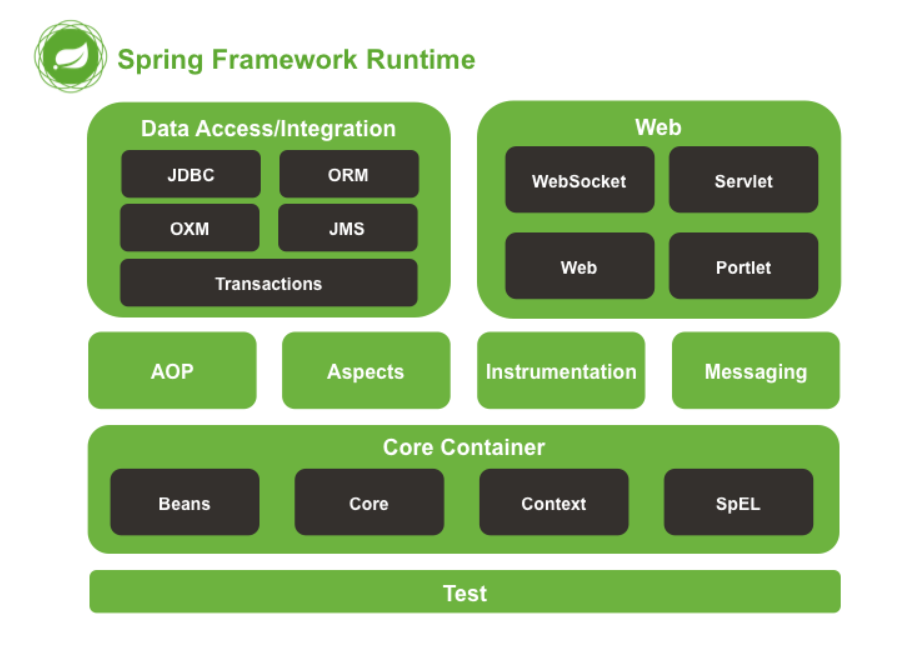 Spring Framework Runtime
Data Access/Integration
JDBC
ORM
OXM
JMS
Transactions
Web
WebSocket
Servlet
Web
Portlet
AOP
Aspects
Instrumentation
Messaging
Core Container
Beans
Core
Context
SpEL
Test